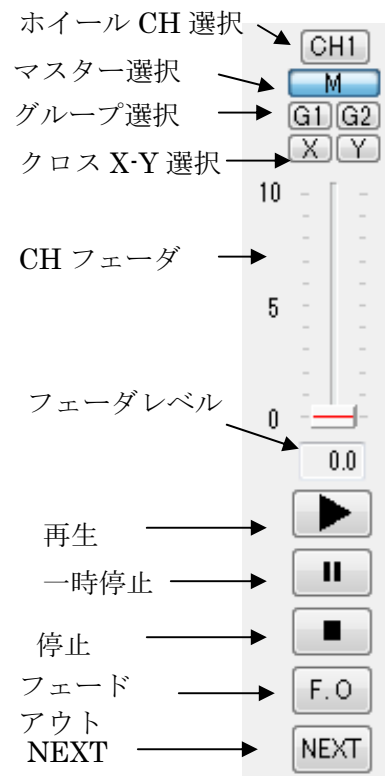 ホイール CH 選択
CH1
マスター選択
M
グループ選択
G1 G2
クロス X-Y 選択
X Y
10
CH フェーダ
5
フェーダレベル
0
0.0
再生
一時停止
停止
フェード
アウト
F.O
NEXT
NEXT